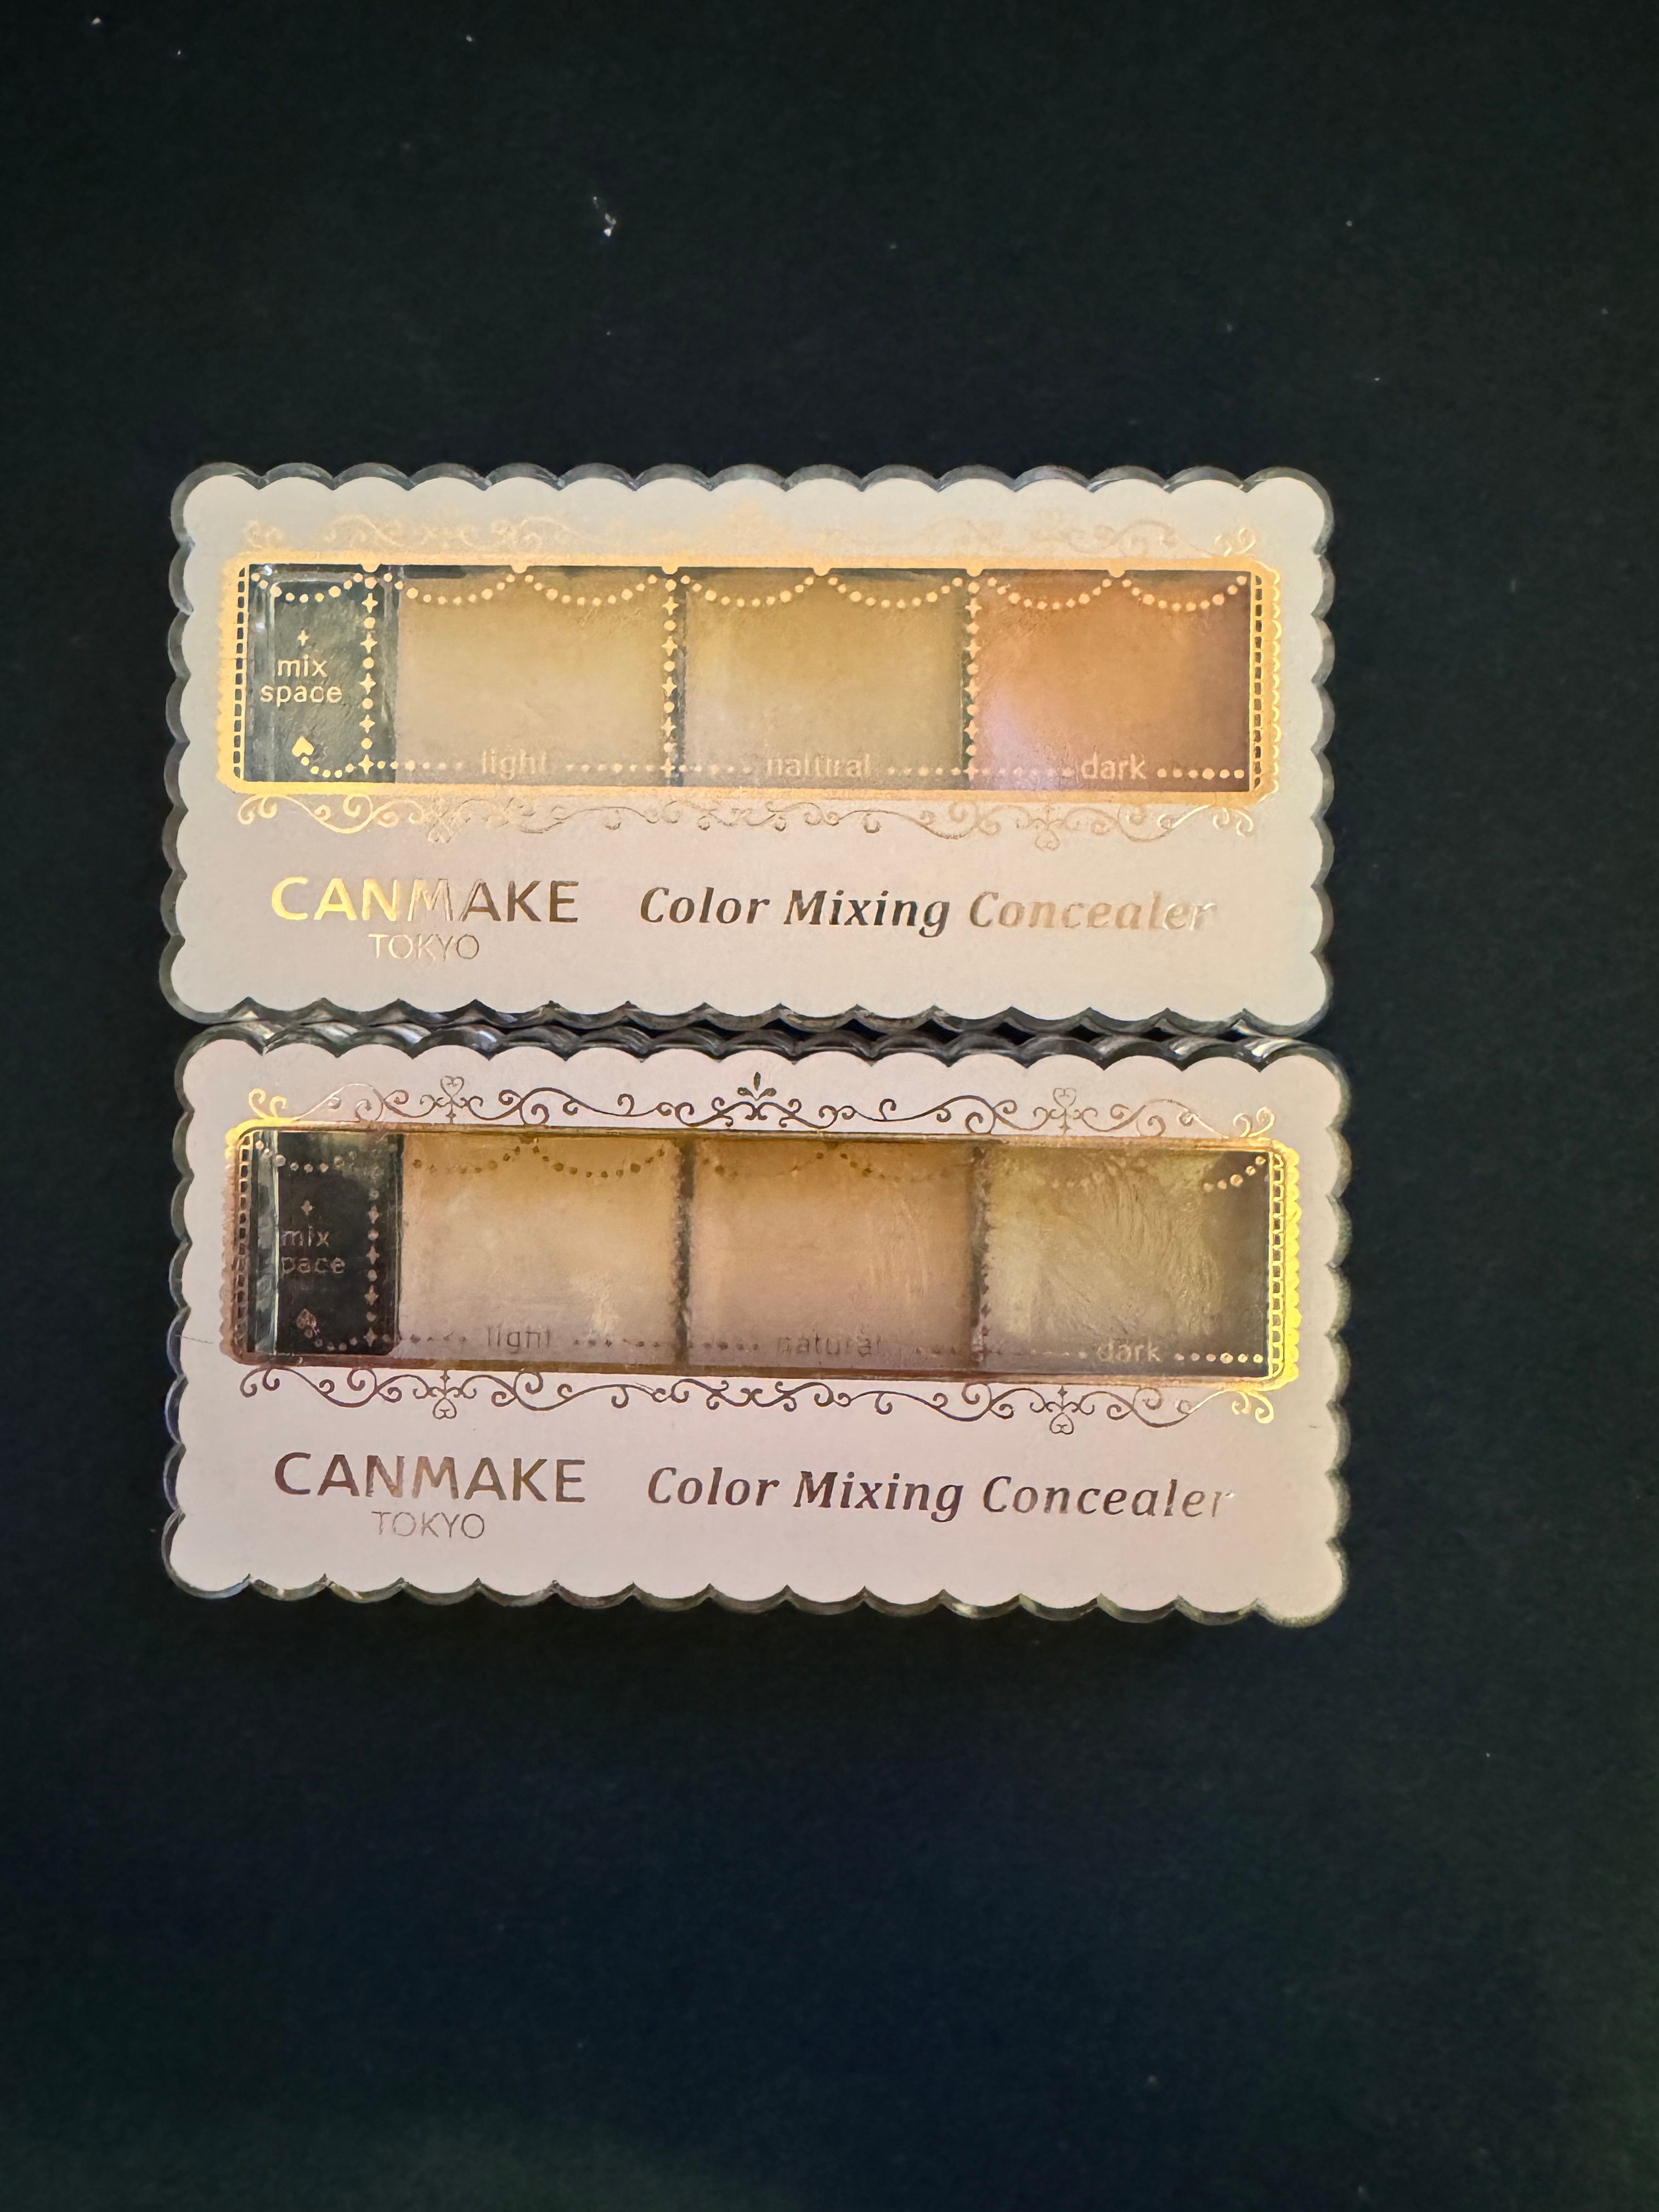 mix
space
light natural dark
CANMAKE Color Mixing Concealer
TOKYO
mix
pace
light natural dark
CANMAKE Color Mixing Concealer
TOKYO